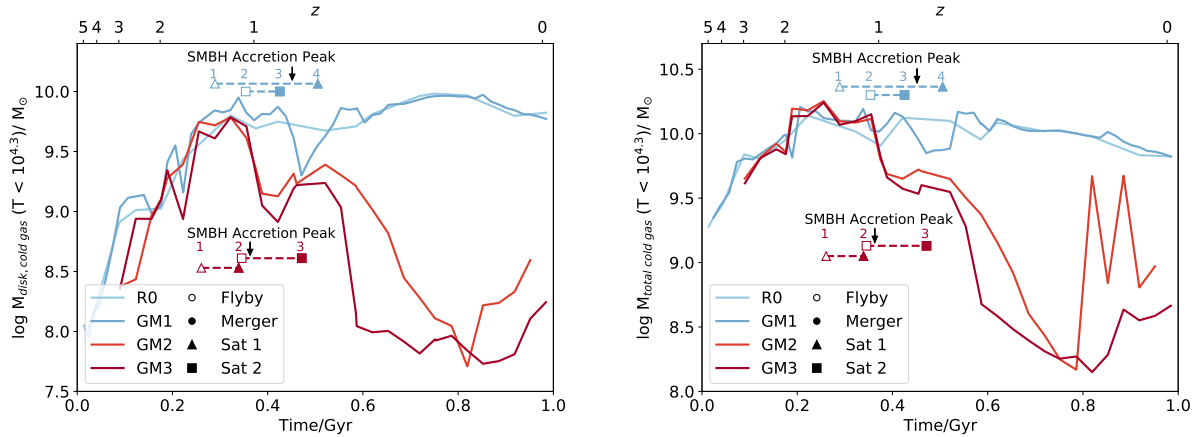 z
5 4 3 2 1 0
log M_{disk, cold gas} (T < 10^{4.3})/ M_⊙
10.0
9.5
9.0
8.5
8.0
7.5
SMBH Accretion Peak
1 2 3 4
SMBH Accretion Peak
1 2 3
R0 Flyby
GM1 Merger
GM2 Sat 1
GM3 Sat 2
0.0 0.2 0.4 0.6 0.8 1.0
Time/Gyr
z
5 4 3 2 1 0
log M_{total cold gas} (T < 10^{4.3})/ M_⊙
10.5
10.0
9.5
9.0
8.5
8.0
SMBH Accretion Peak
1 2 3 4
SMBH Accretion Peak
1 2 3
R0 Flyby
GM1 Merger
GM2 Sat 1
GM3 Sat 2
0.0 0.2 0.4 0.6 0.8 1.0
Time/Gyr